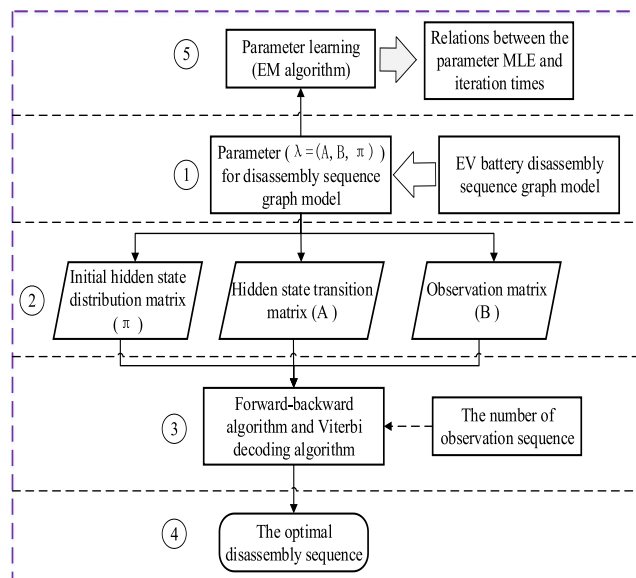 ⑤
Parameter learning
(EM algorithm)
Relations between the
parameter MLE and
iteration times
①
Parameter ( λ=(A, B, π) )
for disassembly sequence
graph model
EV battery disassembly
sequence graph model
②
Initial hidden state
distribution matrix
( π )
Hidden state transition
matrix (A )
Observation matrix
(B )
③
Forward-backward
algorithm and Viterbi
decoding algorithm
The number of
observation sequence
④
The optimal
disassembly sequence